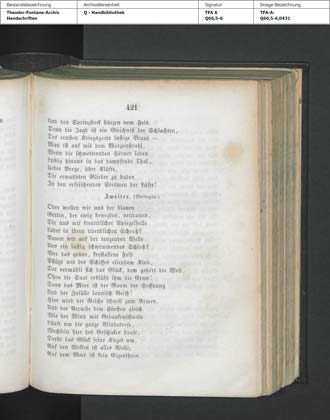 Bestandsbezeichnung
Archivalieneinheit
Signatur
Image-Bezeichnung
Theodor-Fontane-Archiv
Handschriften
Q - Handbibliothek
TFA A
Q66,5-6
TFA-A-
Q66,5-6,0431
421
Und den Springbock stürzen vom Fels.
Denn die Jagd ist ein Gleichniß der Schlachten,
Des ernsten Kriegsgotts lustige Braut —
Man ist auf mit dem Morgenstrahl,
Wenn die schmetternden Hörner laden
Lustig hinaus in das dampfende Thal,
Ueber Berge, über Klüfte,
Die ermatteten Glieder zu baden
In den erfrischenden Strömen der Lüfte!
Zweiter. (Berengar.)
Oder wollen wir uns der blauen
Göttin, der ewig bewegten, vertrauen,
Die uns mit freundlicher Spiegelhelle
Ladet in ihren unendlichen Schooß?
Bauen wir auf der tanzenden Welle
Uns ein lustig schwimmendes Schloß?
Wer das grüne, krystallene Feld
Pflügt mit des Schiffes eilendem Kiele,
Der vermählt sich das Glück, dem gehört die Welt,
Ohne die Saat erblüht ihm die Ernte!
Denn das Meer ist der Raum der Hoffnung
Und der Zufälle launisch Reich!
Hier wird der Reiche schnell zum Armen,
Und der Aermste dem Fürsten gleich.
Wie der Wind mit Gedankenschnelle
Läuft um die ganze Windesrose,
Wechseln hier des Geschickes Loose,
Dreht das Glück seine Kugel um,
Auf den Wellen ist alles Welle,
Auf dem Meer ist kein Eigenthum.